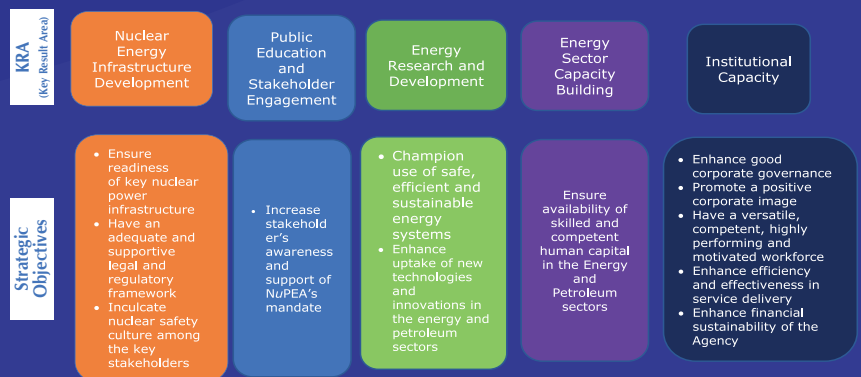 KRA
(Key Result Area)
Nuclear
Energy
Infrastructure
Development
Public
Education
and
Stakeholder
Engagement
Energy
Research and
Development
Energy
Sector
Capacity
Building
Institutional
Capacity
Strategic
Objectives
• Ensure
readiness
of key nuclear
power
infrastructure
• Have an
adequate and
supportive
legal and
regulatory
framework
• Inculcate
nuclear safety
culture among
the key
stakeholders
• Increase
stakehold
er's
awareness
and
support of
NuPEA's
mandate
• Champion
use of safe,
efficient and
sustainable
energy
systems
• Enhance
uptake of new
technologies
and
innovations in
the energy and
petroleum
sectors
Ensure
availability of
skilled and
competent
human capital
in the Energy
and
Petroleum
sectors
• Enhance good
corporate governance
• Promote a positive
corporate image
• Have a versatile,
competent, highly
performing and
motivated workforce
• Enhance efficiency
and effectiveness in
service delivery
• Enhance financial
sustainability of the
Agency